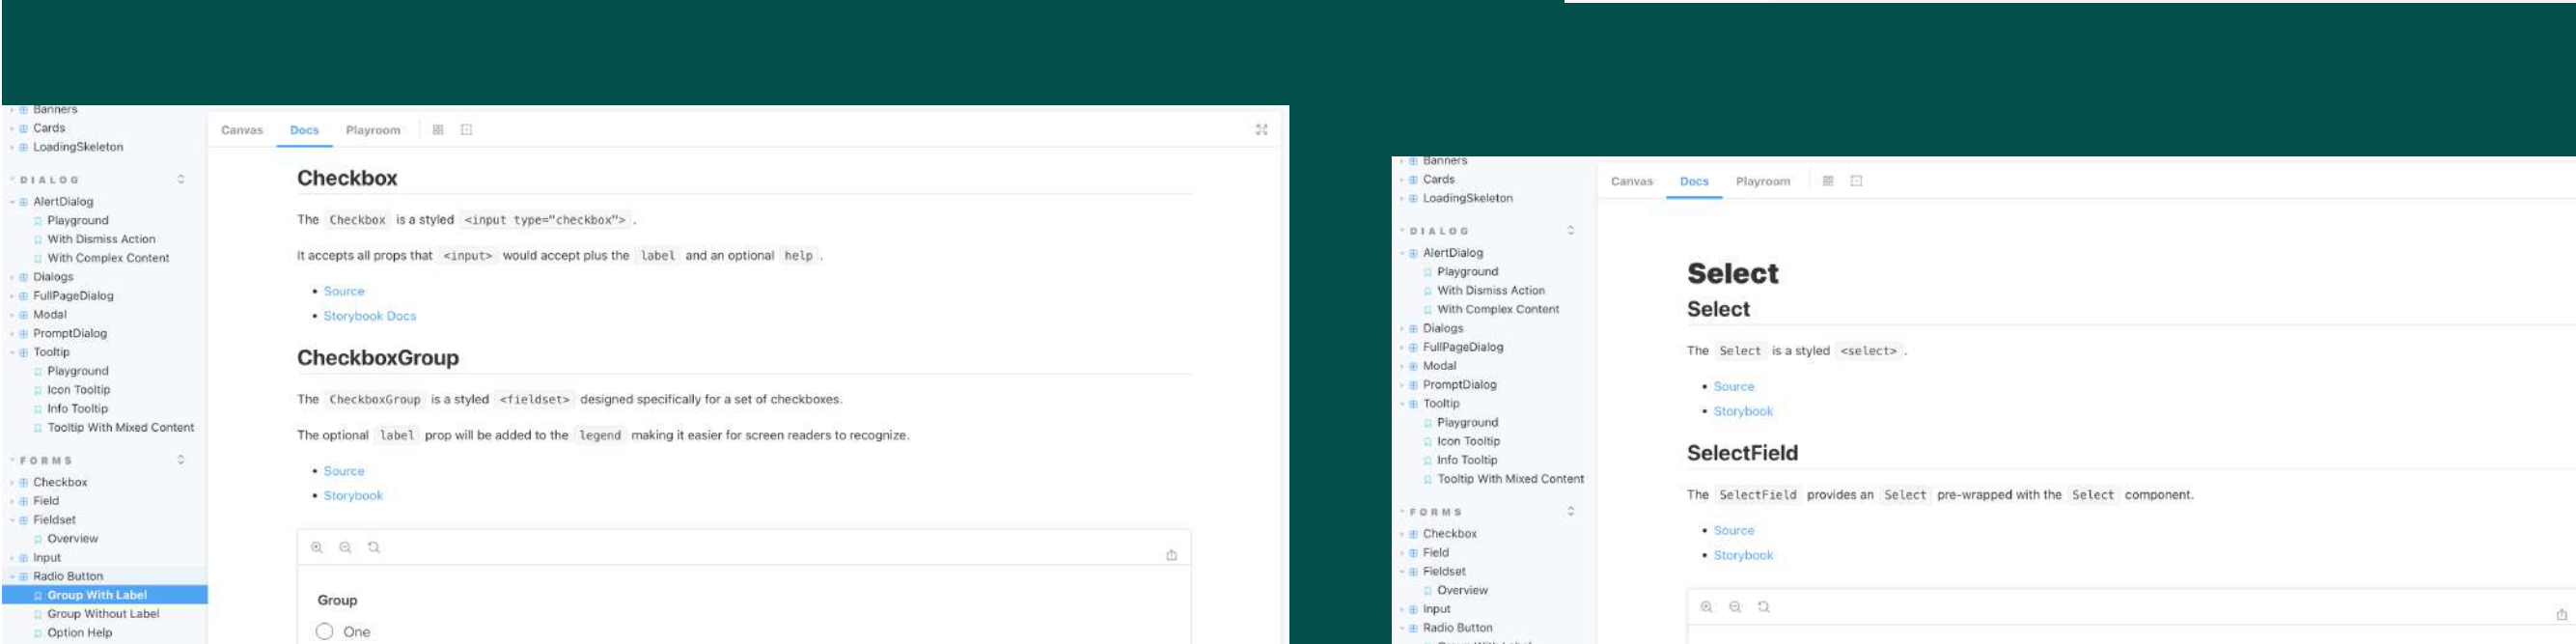 Banners
Cards
LoadingSkeleton
DIALOG
AlertDialog
Playground
With Dismiss Action
With Complex Content
Dialogs
FullPageDialog
Modal
PromptDialog
Tooltip
Playground
Icon Tooltip
Info Tooltip
Tooltip With Mixed Content
FORMS
Checkbox
Field
Fieldset
Overview
Input
Radio Button
Group With Label
Group Without Label
Option Help
Canvas Docs Playroom
Checkbox
The Checkbox is a styled <input type="checkbox"> .
It accepts all props that <input> would accept plus the label and an optional help .
• Source
• Storybook Docs
CheckboxGroup
The CheckboxGroup is a styled <fieldset> designed specifically for a set of checkboxes.
The optional label prop will be added to the legend making it easier for screen readers to recognize.
• Source
• Storybook
Group
One
Banners
Cards
LoadingSkeleton
DIALOG
AlertDialog
Playground
With Dismiss Action
With Complex Content
Dialogs
FullPageDialog
Modal
PromptDialog
Tooltip
Playground
Icon Tooltip
Info Tooltip
Tooltip With Mixed Content
FORMS
Checkbox
Field
Fieldset
Overview
Input
Radio Button
Group With Label
Canvas Docs Playroom
Select
Select
The Select is a styled <select> .
• Source
• Storybook
SelectField
The SelectField provides an Select pre-wrapped with the Select component.
• Source
• Storybook